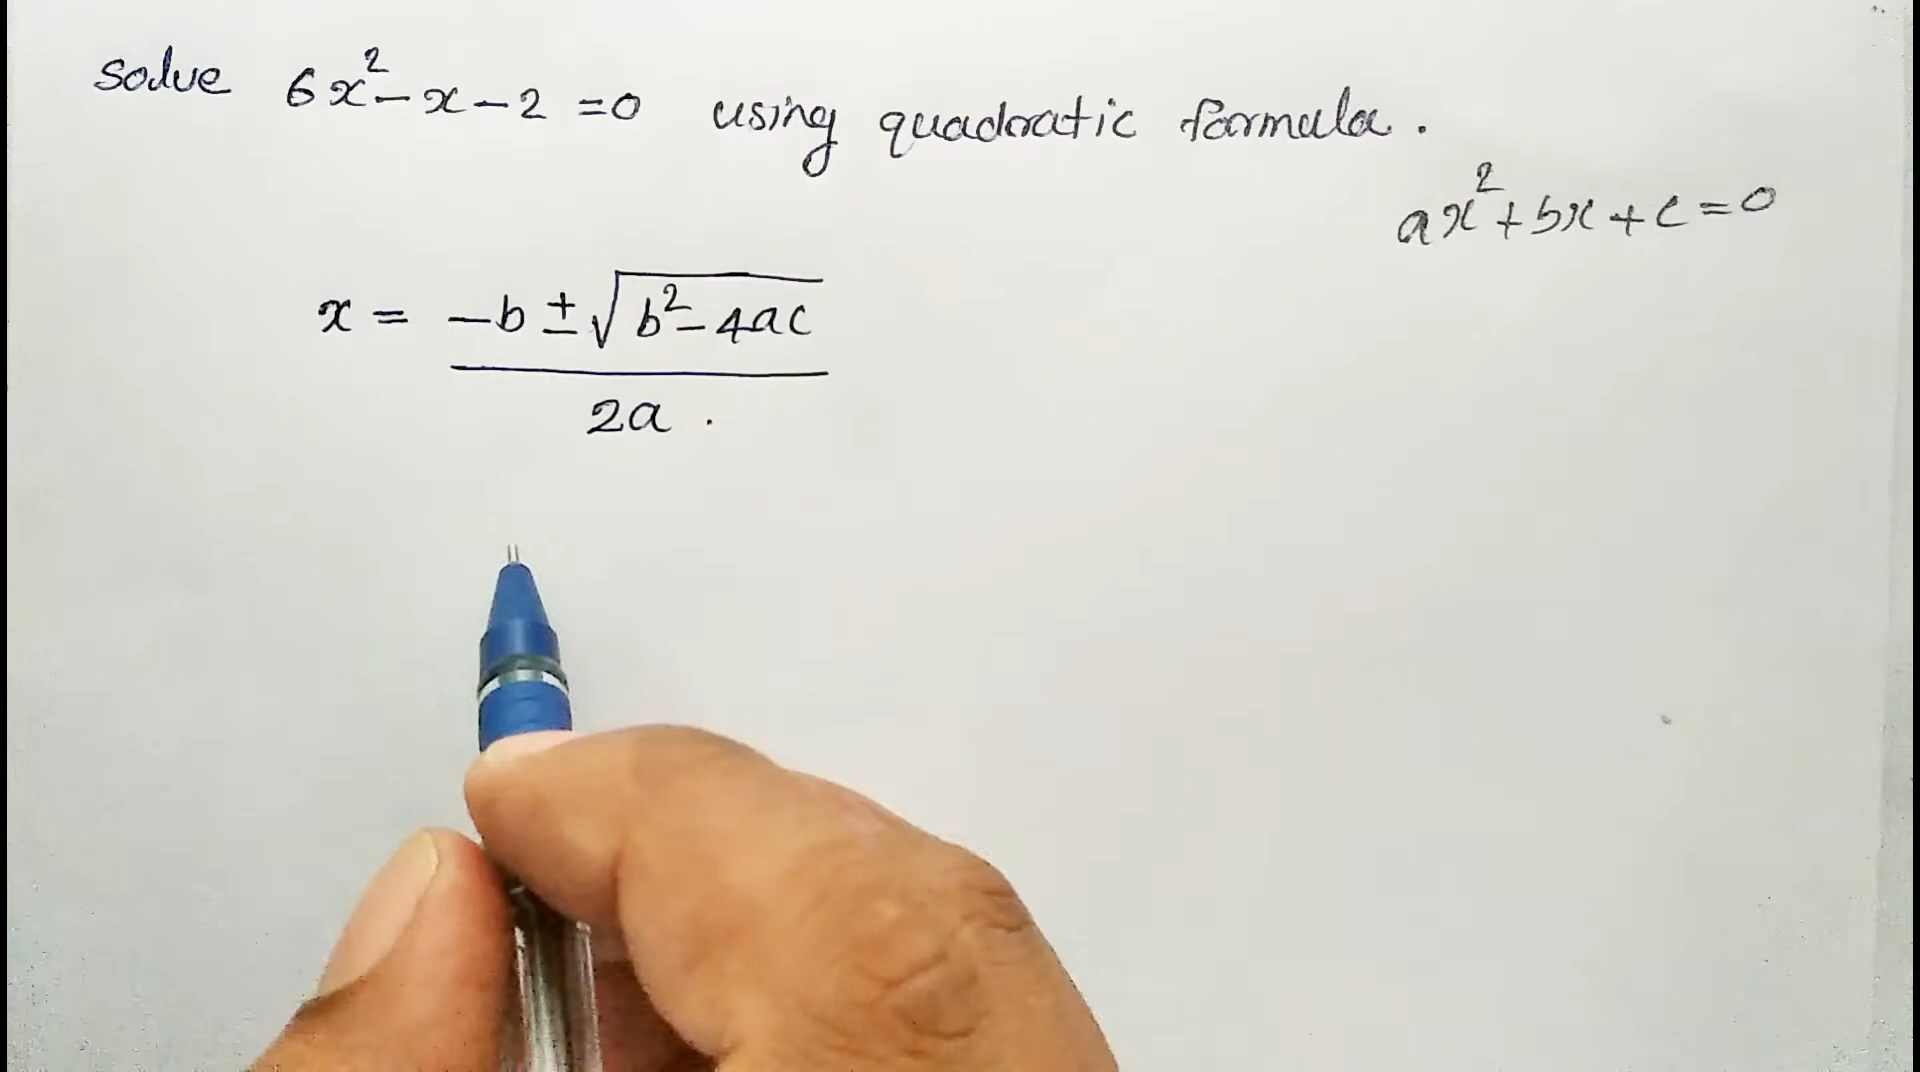 solve 6x² - x - 2 = 0 using quadratic formula.
ax² + bx + c = 0
x = -b ± √b² - 4ac
2a .